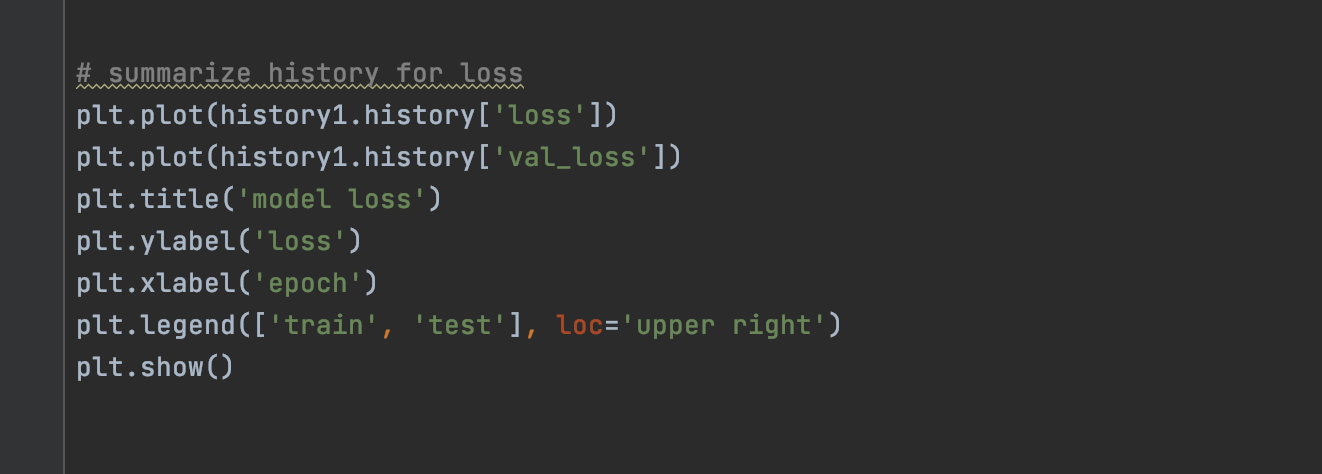 # summarize history for loss
plt.plot(history1.history['loss'])
plt.plot(history1.history['val_loss'])
plt.title('model loss')
plt.ylabel('loss')
plt.xlabel('epoch')
plt.legend(['train', 'test'], loc='upper right')
plt.show()